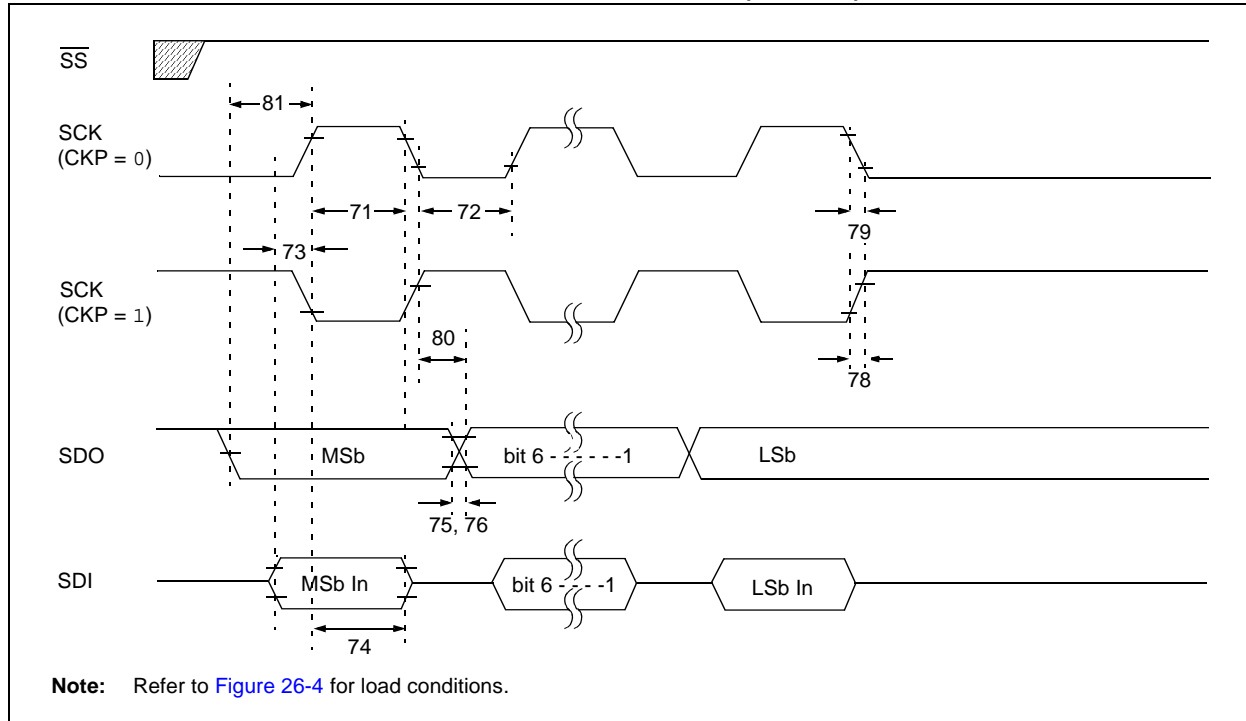 SS
81
SCK
(CKP = 0)
71
72
79
73
SCK
(CKP = 1)
80
78
SDO
MSb
bit 6 - - - - - - -1
LSb
75, 76
SDI
MSb In
bit 6 - - - - -1
LSb In
74
Note: Refer to Figure 26-4 for load conditions.